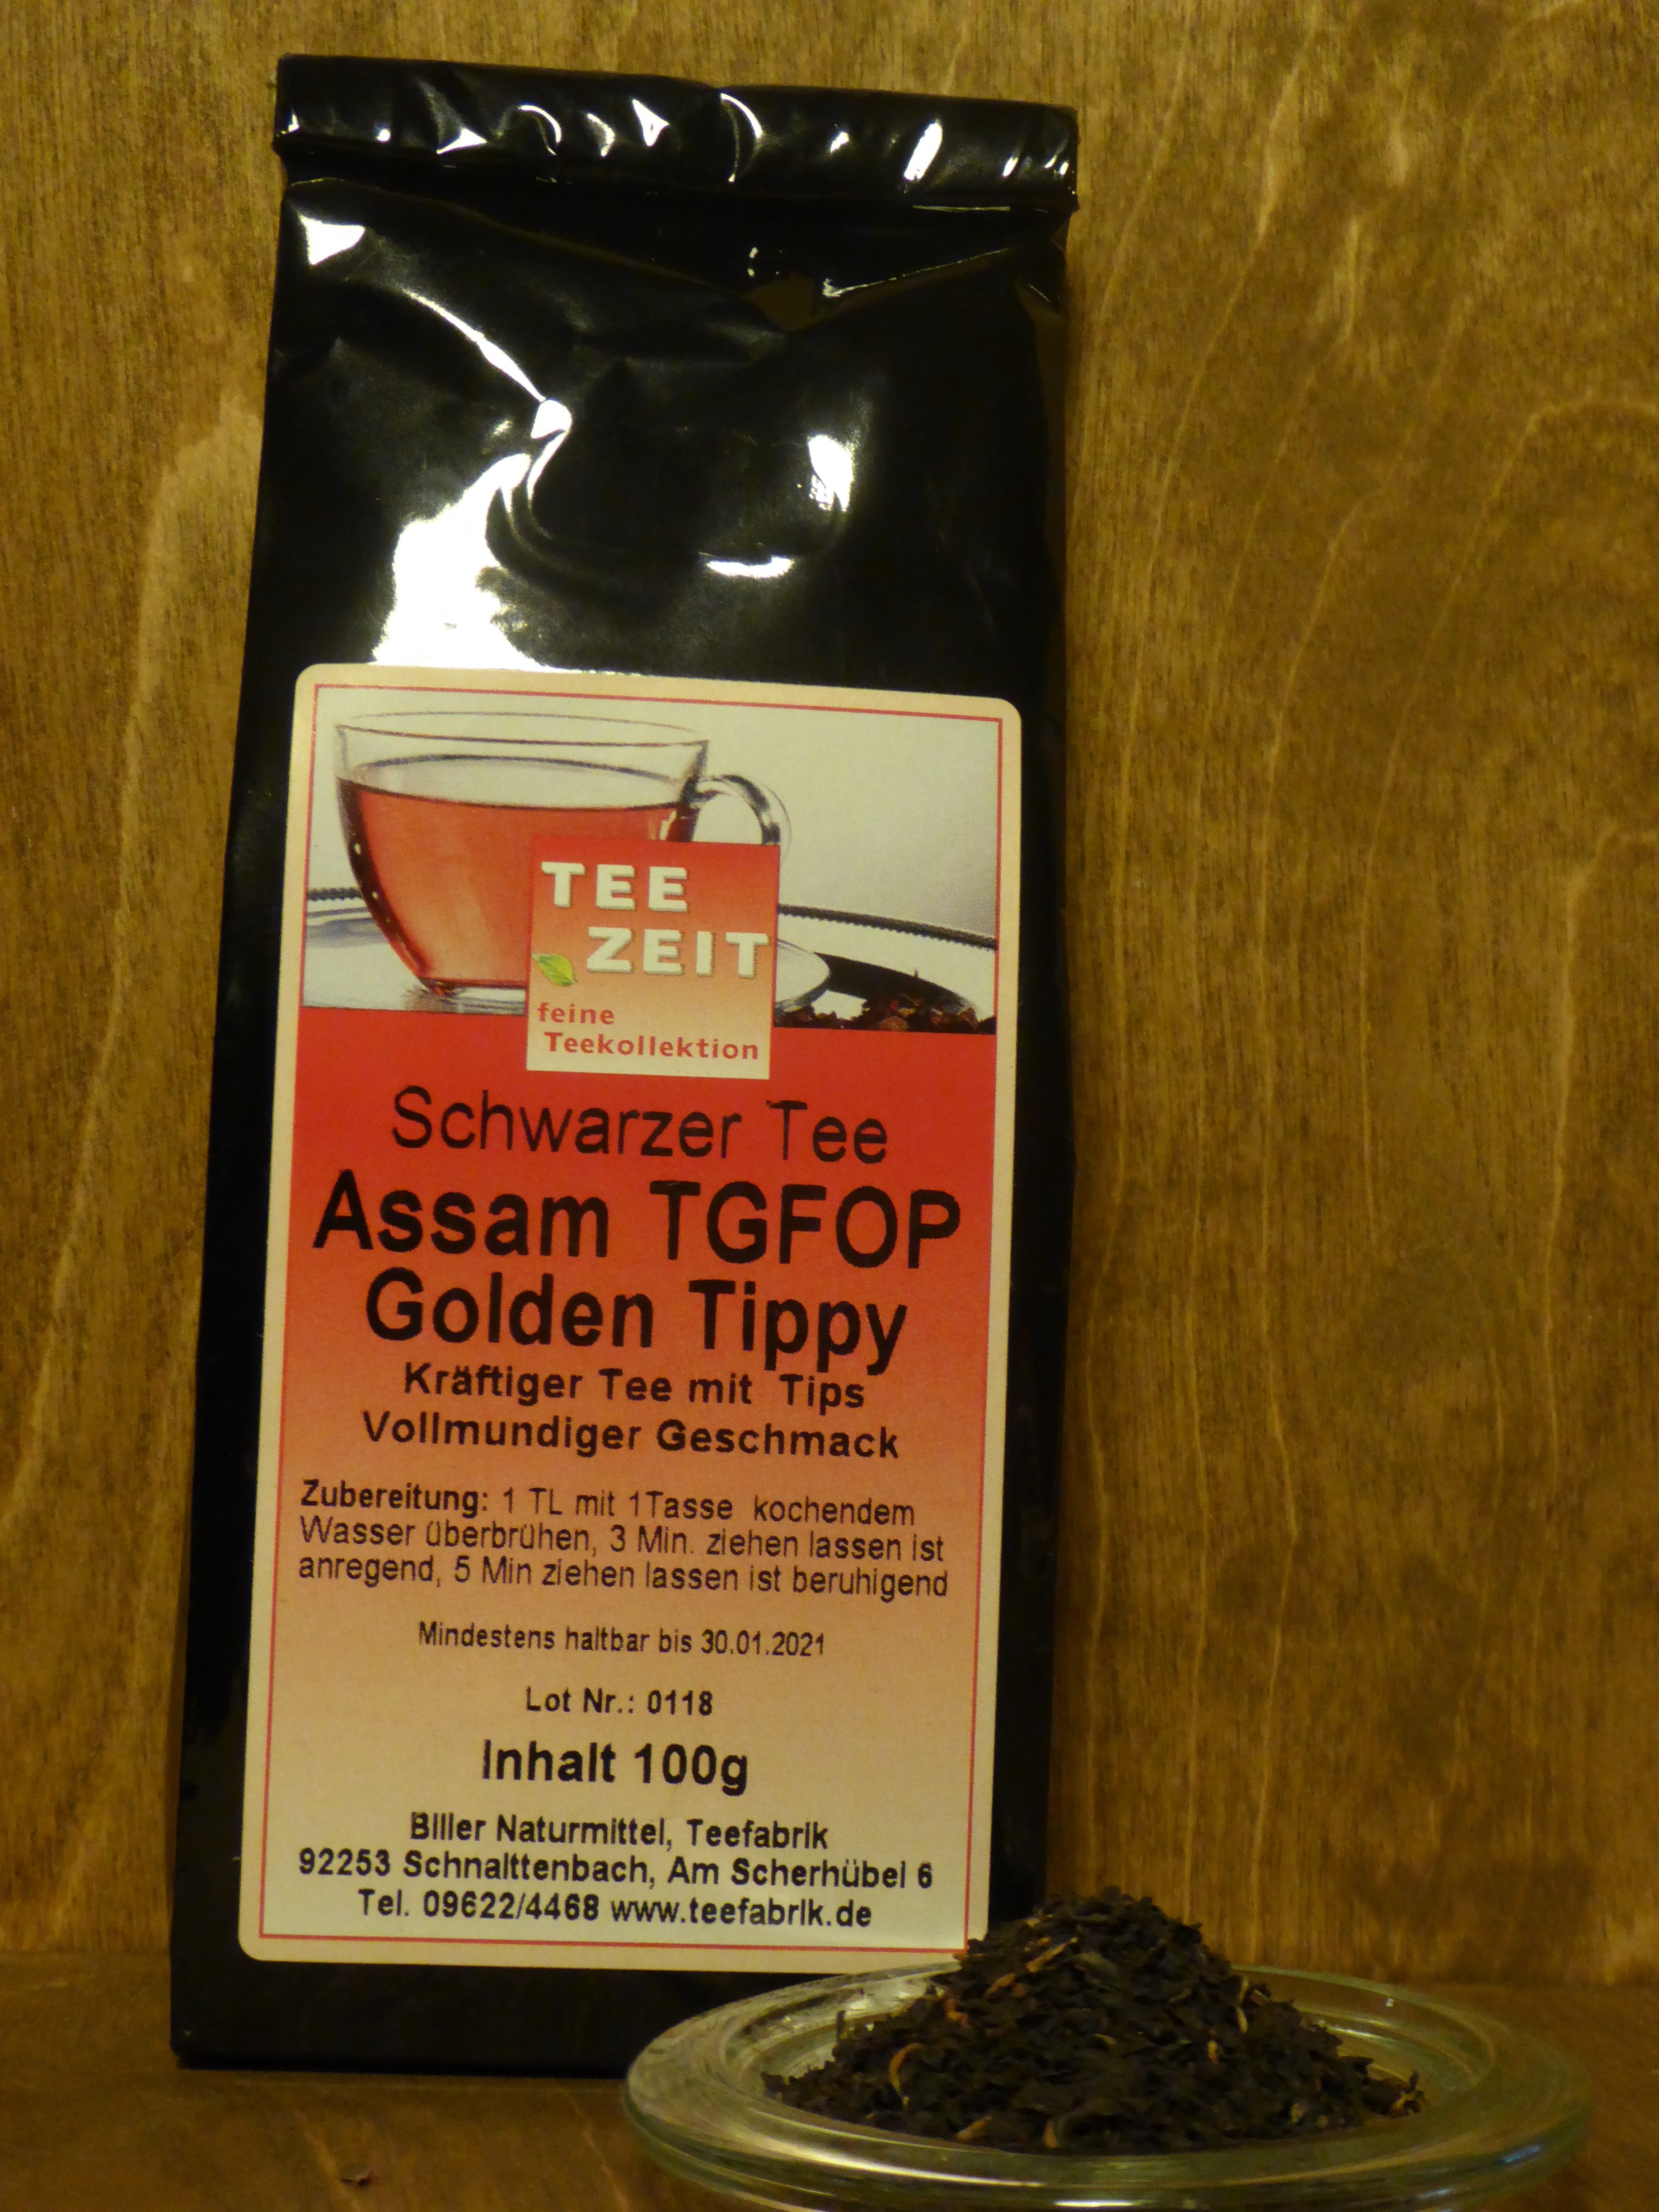 TEE
ZEIT
feine
Teekollektion
Schwarzer Tee
Assam TGFOP
Golden Tippy
Kräftiger Tee mit Tips
Vollmundiger Geschmack
Zubereitung: 1 TL mit 1Tasse kochendem
Wasser überbrühen, 3 Min. ziehen lassen ist
anregend, 5 Min ziehen lassen ist beruhigend
Mindestens haltbar bis 30.01.2021
Lot Nr.: 0118
Inhalt 100g
Biller Naturmittel, Teefabrik
92253 Schnaittenbach, Am Scherhübel 6
Tel. 09622/4468 www.teefabrik.de